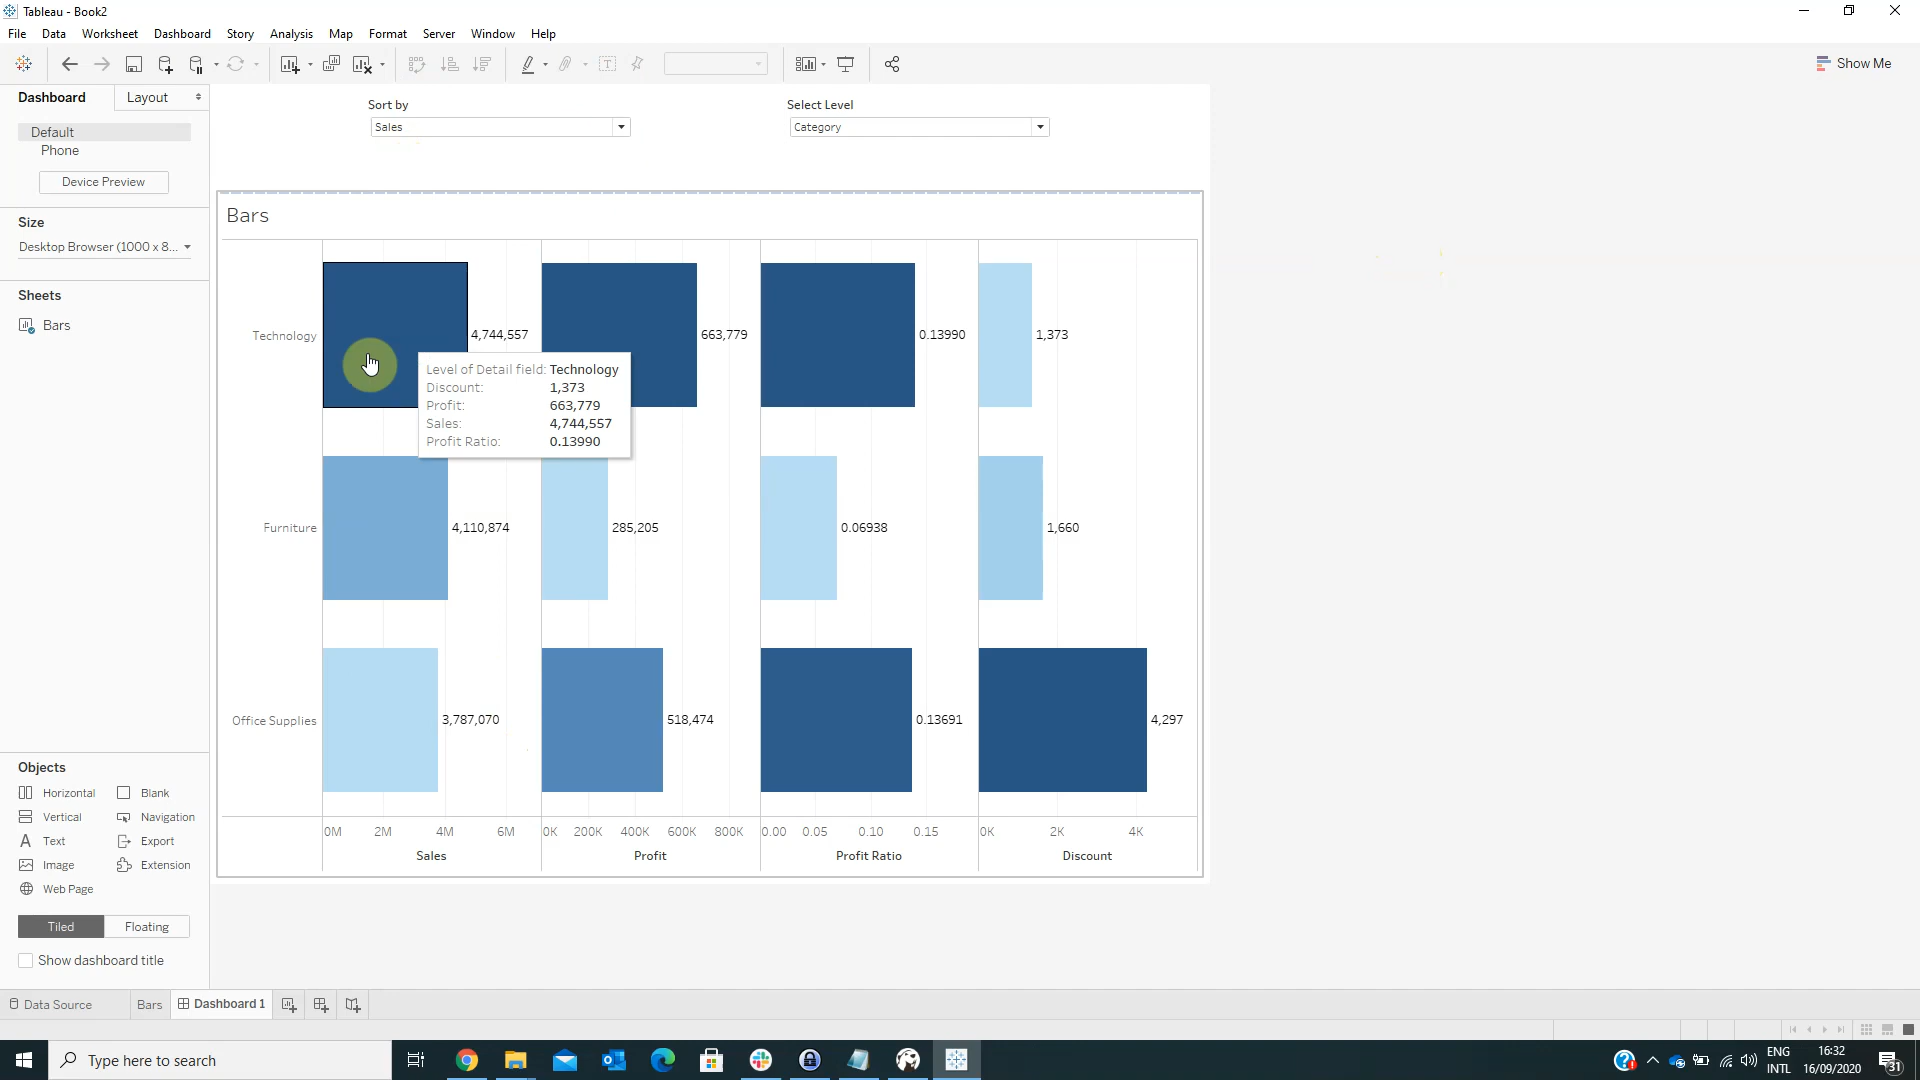 Tableau - Book2
File Data Worksheet Dashboard Story Analysis Map Format Server Window Help
Show Me
Dashboard Layout
Default
Phone
Device Preview
Size
Desktop Browser (1000 x 8...
Sheets
Bars
Sort by
Sales
Select Level
Category
Bars
Technology
4,744,557
663,779
0.13990
1,373
Level of Detail field: Technology
Discount: 1,373
Profit: 663,779
Sales: 4,744,557
Profit Ratio: 0.13990
Furniture
4,110,874
285,205
0.06938
1,660
Office Supplies
3,787,070
518,474
0.13691
4,297
0M 2M 4M 6M
0K 200K 400K 600K 800K
0.00 0.05 0.10 0.15
0K 2K 4K
Sales
Profit
Profit Ratio
Discount
Objects
Horizontal Blank
Vertical Navigation
Text Export
Image Extension
Web Page
Tiled Floating
Show dashboard title
Data Source Bars Dashboard 1
Type here to search
ENG
INTL
16:32
16/09/2020
31